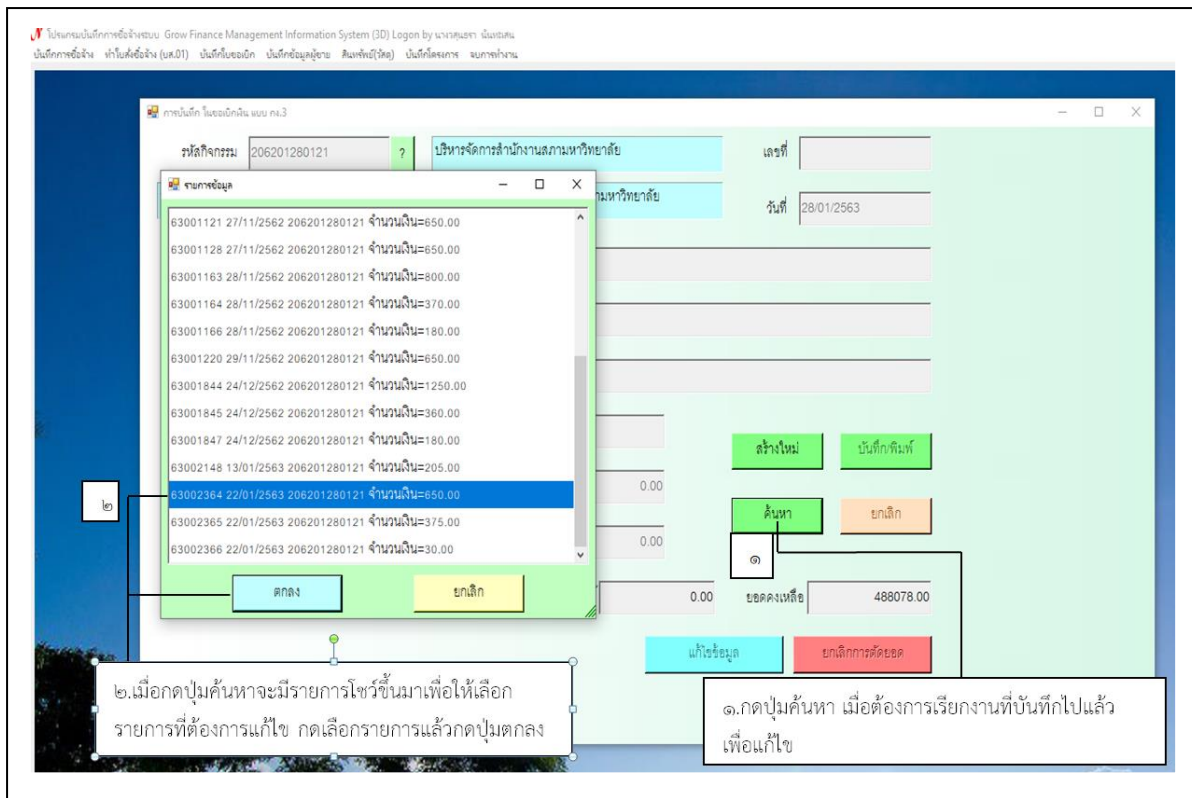 โปรแกรมบันทึกการซื้อจ้างระบบ Grow Finance Management Information System (3D) Logon by
บันทึกการซื้อจ้าง ทำใบสั่งซื้อจ้าง (บส.01) บันทึกใบขอเบิก บันทึกข้อมูลผู้ขาย สินทรัพย์(วัสดุ) บันทึกโครงการ จบการทำงาน
การบันทึก ใบขอเบิกเงิน แบบ กง.3
รหัสกิจกรรม 206201280121 ? บริหารจัดการสำนักงานสภามหาวิทยาลัย เลขที่
รายการข้อมูล
ามหาวิทยาลัย วันที่ 28/01/2563
63001121 27/11/2562 206201280121 จำนวนเงิน=650.00
63001128 27/11/2562 206201280121 จำนวนเงิน=650.00
63001163 28/11/2562 206201280121 จำนวนเงิน=800.00
63001164 28/11/2562 206201280121 จำนวนเงิน=370.00
63001166 28/11/2562 206201280121 จำนวนเงิน=180.00
63001220 29/11/2562 206201280121 จำนวนเงิน=650.00
63001844 24/12/2562 206201280121 จำนวนเงิน=1250.00
63001845 24/12/2562 206201280121 จำนวนเงิน=360.00
63001847 24/12/2562 206201280121 จำนวนเงิน=180.00
63002148 13/01/2563 206201280121 จำนวนเงิน=205.00
63002364 22/01/2563 206201280121 จำนวนเงิน=650.00
63002365 22/01/2563 206201280121 จำนวนเงิน=375.00
63002366 22/01/2563 206201280121 จำนวนเงิน=30.00
ตกลง ยกเลิก
สร้างใหม่ บันทึก/พิมพ์
0.00
ค้นหา ยกเลิก
0.00
๑
๒
0.00 ยอดคงเหลือ 488078.00
แก้ไขข้อมูล ยกเลิกการตัดยอด
๒.เมื่อกดปุ่มค้นหาจะมีรายการโชว์ขึ้นมาเพื่อให้เลือก
รายการที่ต้องการแก้ไข กดเลือกรายการแล้วกดปุ่มตกลง
๑.กดปุ่มค้นหา เมื่อต้องการเรียกงานที่บันทึกไปแล้ว
เพื่อแก้ไข